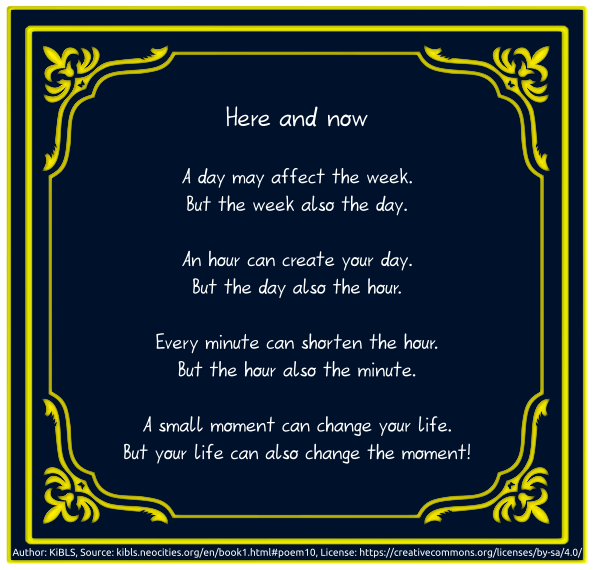 Here and now
A day may affect the week.
But the week also the day.
An hour can create your day.
But the day also the hour.
Every minute can shorten the hour.
But the hour also the minute.
A small moment can change your life.
But your life can also change the moment!
Author: KiBLS, Source: kibls.neocities.org/en/book1.html#poem10, License: https://creativecommons.org/licenses/by-sa/4.0/